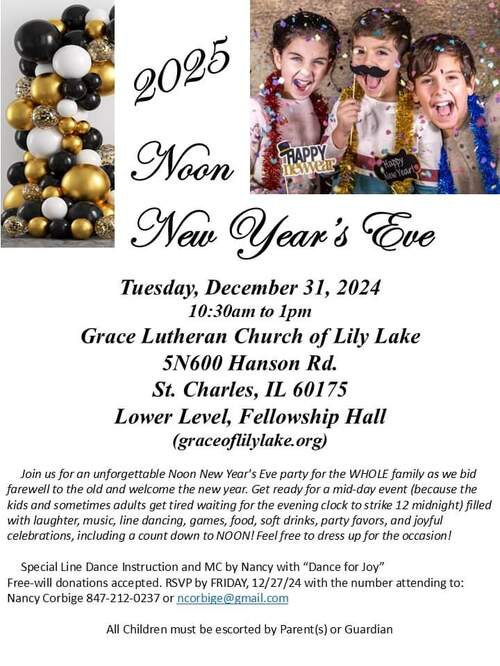 2025
HAPPY
new year
Happy
New Year!
Noon
New Year's Eve
Tuesday, December 31, 2024
10:30am to 1pm
Grace Lutheran Church of Lily Lake
5N600 Hanson Rd.
St. Charles, IL 60175
Lower Level, Fellowship Hall
(graceoflilylake.org)
Join us for an unforgettable Noon New Year's Eve party for the WHOLE family as we bid
farewell to the old and welcome the new year. Get ready for a mid-day event (because the
kids and sometimes adults get tired waiting for the evening clock to strike 12 midnight) filled
with laughter, music, line dancing, games, food, soft drinks, party favors, and joyful
celebrations, including a count down to NOON! Feel free to dress up for the occasion!
Special Line Dance Instruction and MC by Nancy with “Dance for Joy”
Free-will donations accepted. RSVP by FRIDAY, 12/27/24 with the number attending to:
Nancy Corbige 847-212-0237 or ncorbige@gmail.com
All Children must be escorted by Parent(s) or Guardian